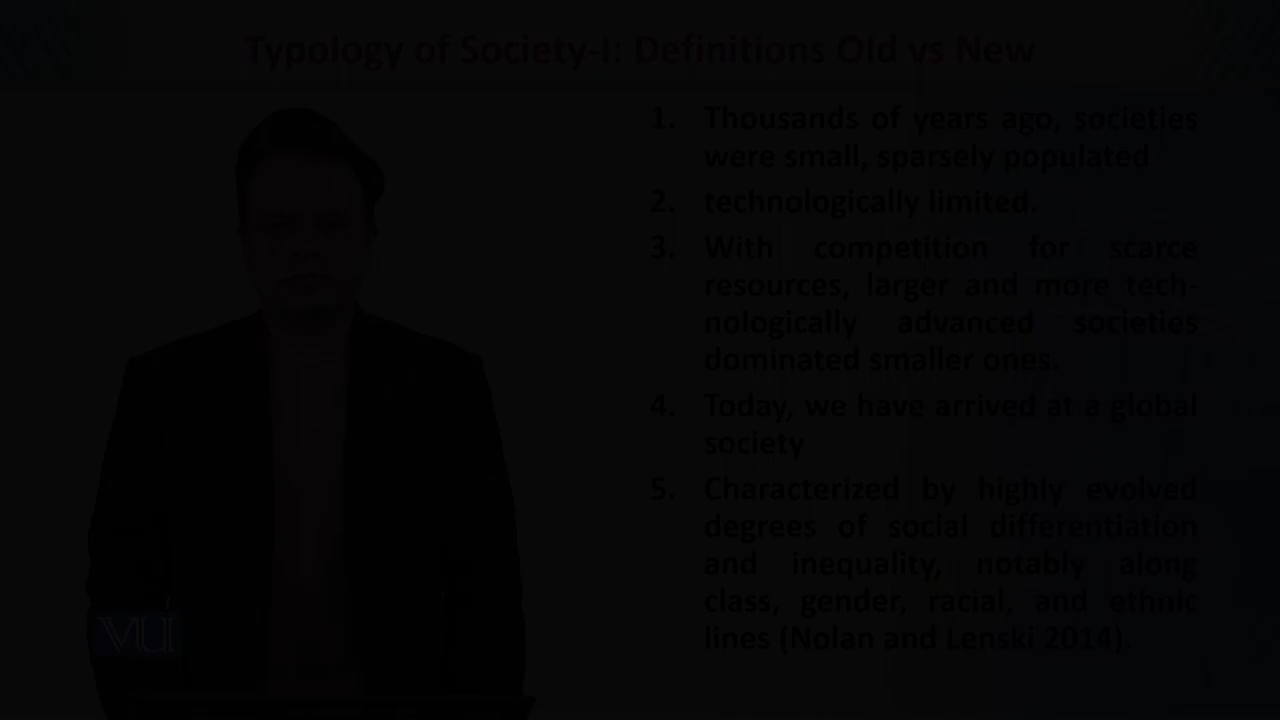 Typology of Society-I: Definitions Old vs New
1. Thousands of years ago, societies
were small, sparsely populated
2. technologically limited.
3. With competition for scarce
resources, larger and more tech-
nologically advanced societies
dominated smaller ones.
4. Today, we have arrived at a global
society
5. Characterized by highly evolved
degrees of social differentiation
and inequality, notably along
class, gender, racial, and ethnic
lines (Nolan and Lenski 2014).
VU